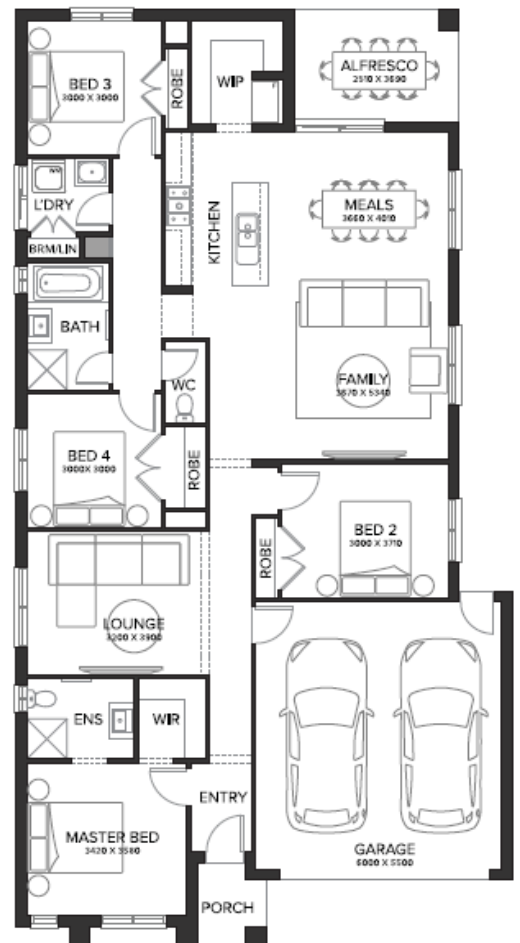 BED 3
3000 X 3000
ROBE
WIP
F
ALFRESCO
2510 X 3690
L'DRY
BRM/LIN
KITCHEN
MEALS
3660 X 4010
BATH
WC
FAMILY
3670 X 5340
BED 4
3000X 3000
ROBE
BED 2
3000 X 3710
ROBE
LOUNGE
3200 X 3900
ENS
WIR
ENTRY
MASTER BED
3420 X 3580
GARAGE
6000 X 5500
PORCH